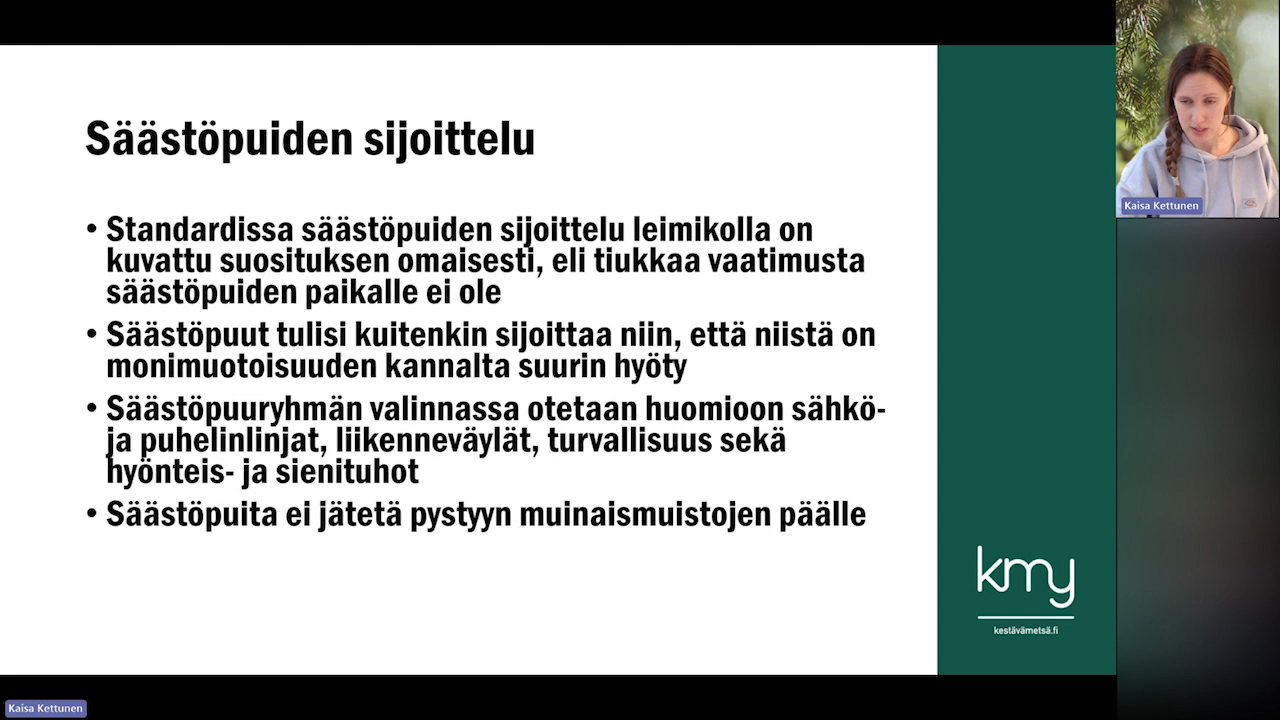 Säästöpuiden sijoittelu
• Standardissa säästöpuiden sijoittelu leimikolla on
kuvattu suosituksen omaisesti, eli tiukkaa vaatimusta
säästöpuiden paikalle ei ole
• Säästöpuut tulisi kuitenkin sijoittaa niin, että niistä on
monimuotoisuuden kannalta suurin hyöty
• Säästöpuuryhmän valinnassa otetaan huomioon sähkö-
ja puhelinlinjat, liikenneväylät, turvallisuus sekä
hyönteis- ja sienituhot
• Säästöpuita ei jätetä pystyyn muinaismuistojen päälle
kmy
kestävämetsä.fi
Kaisa Kettunen
Kaisa Kettunen